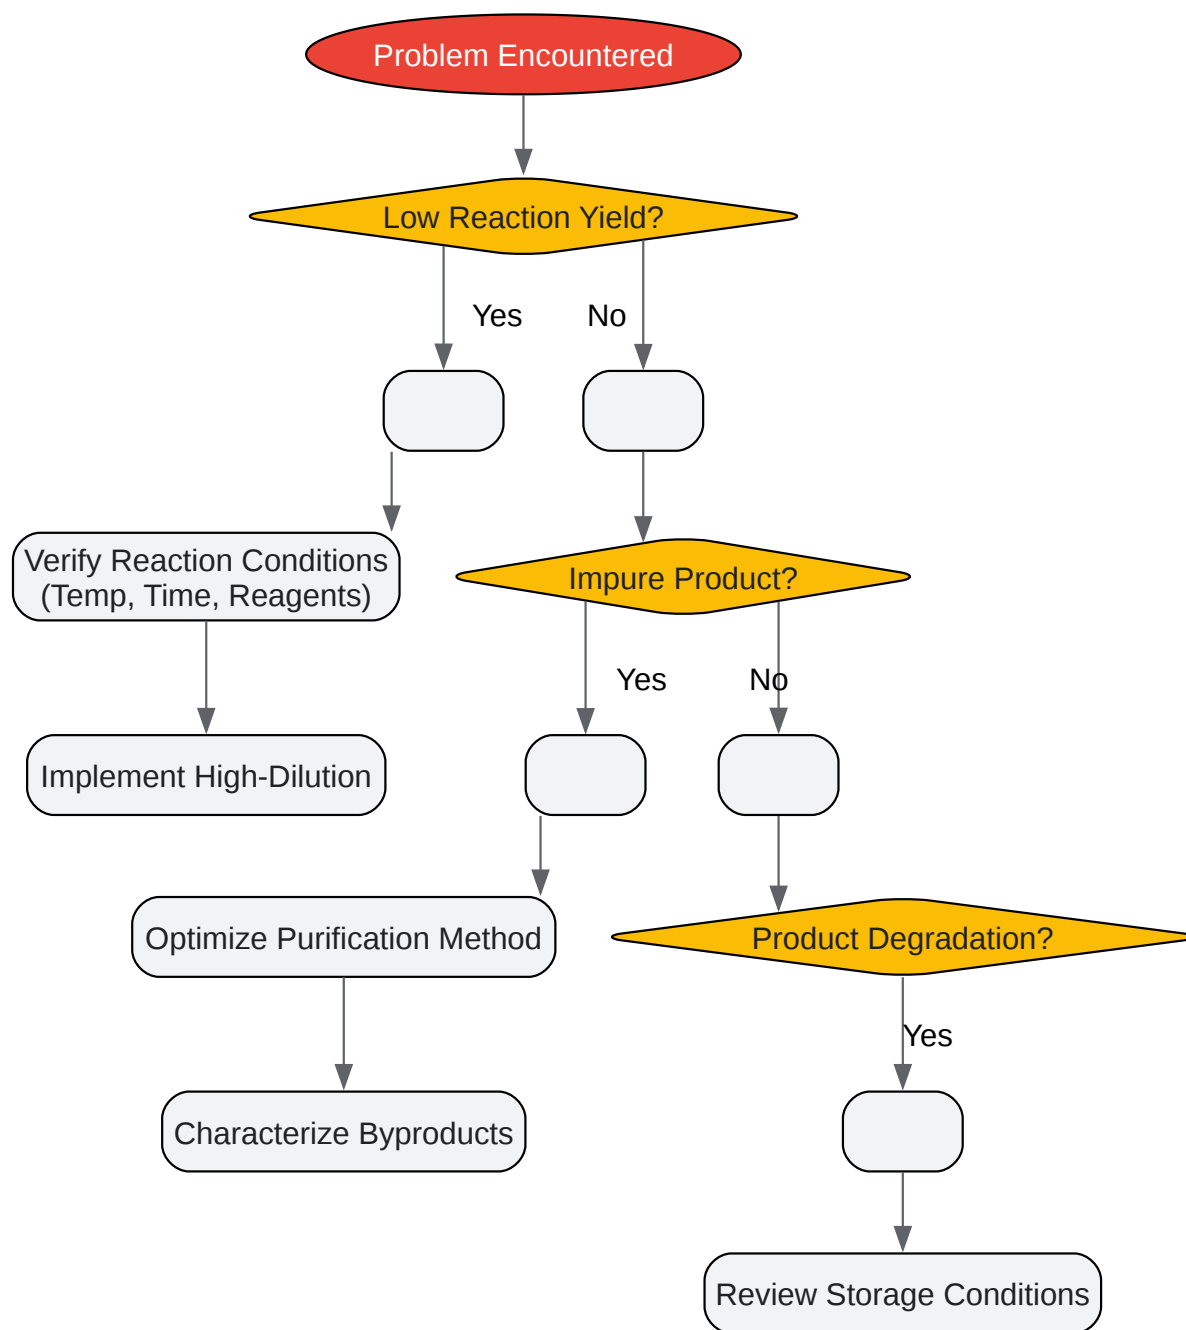 Problem Encountered
Low Reaction Yield?
Yes
No
Verify Reaction Conditions
(Temp, Time, Reagents)
Impure Product?
Yes
No
Implement High-Dilution
Optimize Purification Method
Product Degradation?
Yes
Characterize Byproducts
Review Storage Conditions